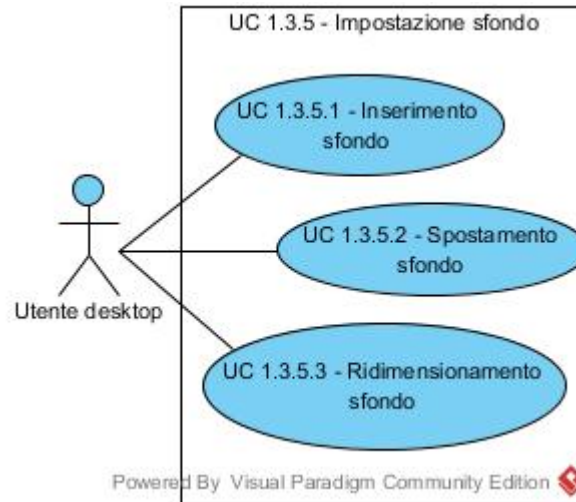 UC 1.3.5 - Impostazione sfondo
UC 1.3.5.1 - Inserimento
sfondo
UC 1.3.5.2 - Spostamento
sfondo
Utente desktop
UC 1.3.5.3 - Ridimensionamento
sfondo
Powered By Visual Paradigm Community Edition